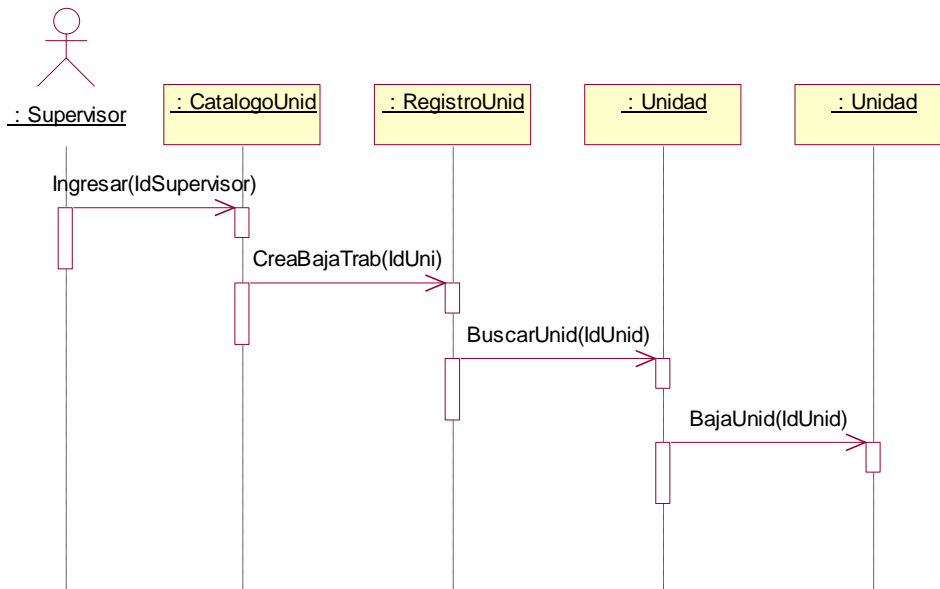 : Supervisor
: CatalogoUnid
: RegistroUnid
: Unidad
: Unidad
Ingresar(IdSupervisor)
CreaBajaTrab(IdUni)
BuscarUnid(IdUnid)
BajaUnid(IdUnid)